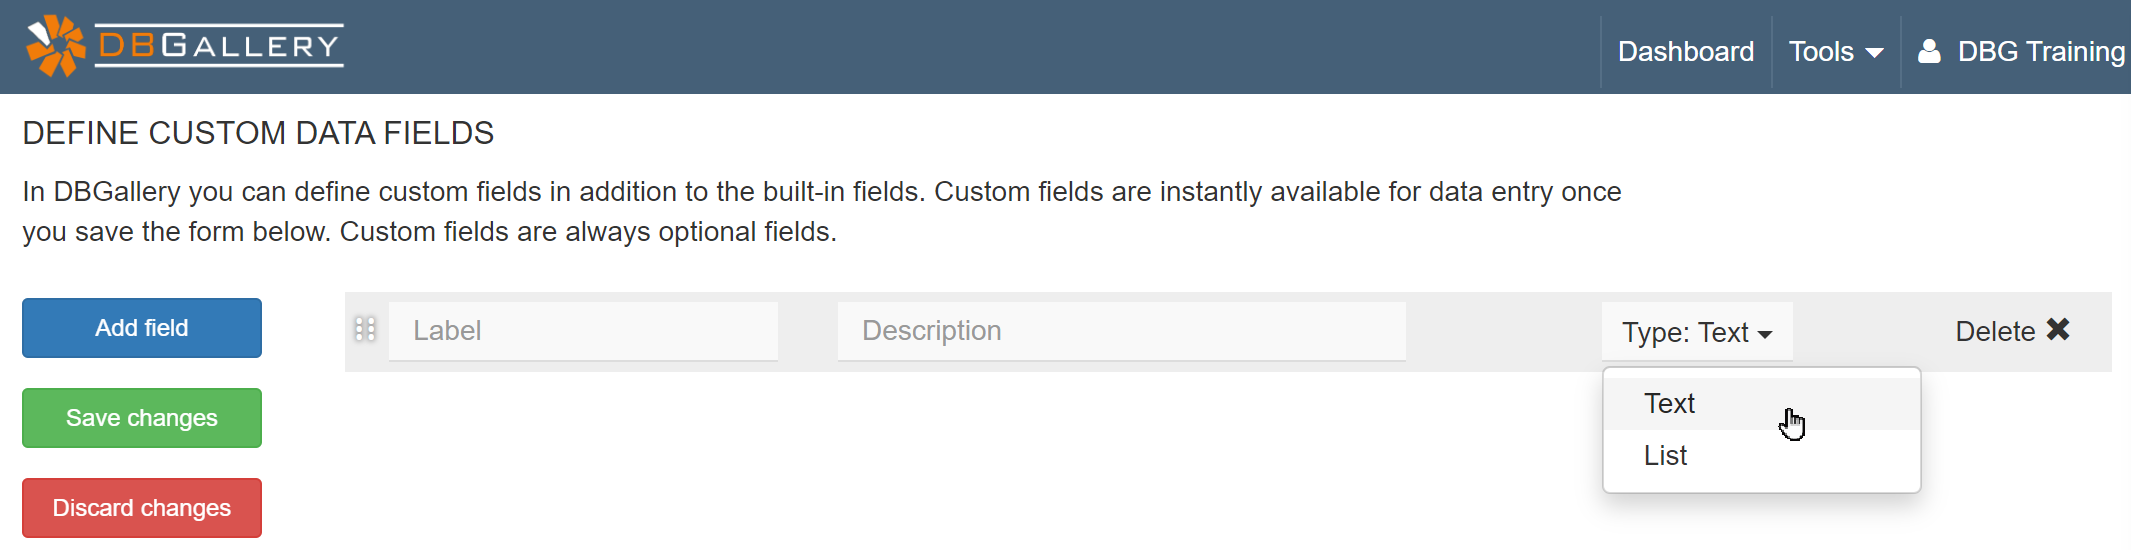 DBGALLERY
Dashboard
Tools
DBG Training
DEFINE CUSTOM DATA FIELDS
In DBGallery you can define custom fields in addition to the built-in fields. Custom fields are instantly available for data entry once
you save the form below. Custom fields are always optional fields.
Add field
Label
Description
Type: Text
Delete
Save changes
Text
List
Discard changes